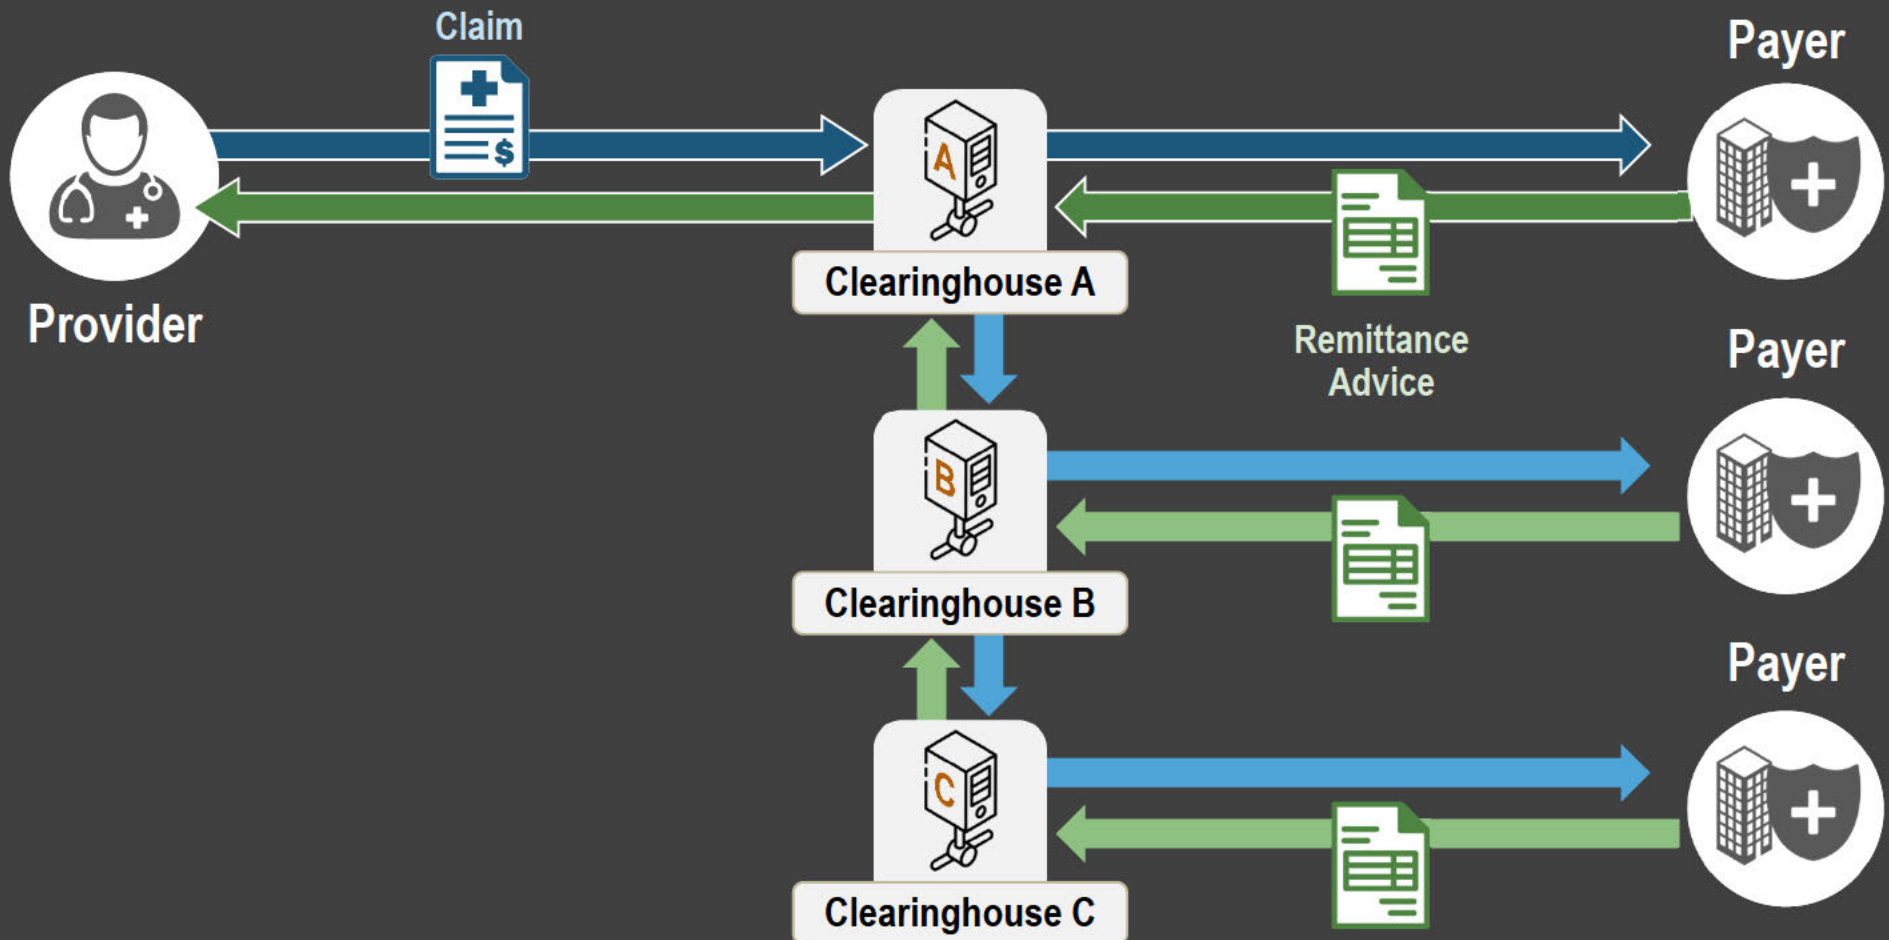 Claim
Payer
$
A
Provider
Clearinghouse A
Remittance
Advice
Payer
B
Clearinghouse B
Payer
C
Clearinghouse C